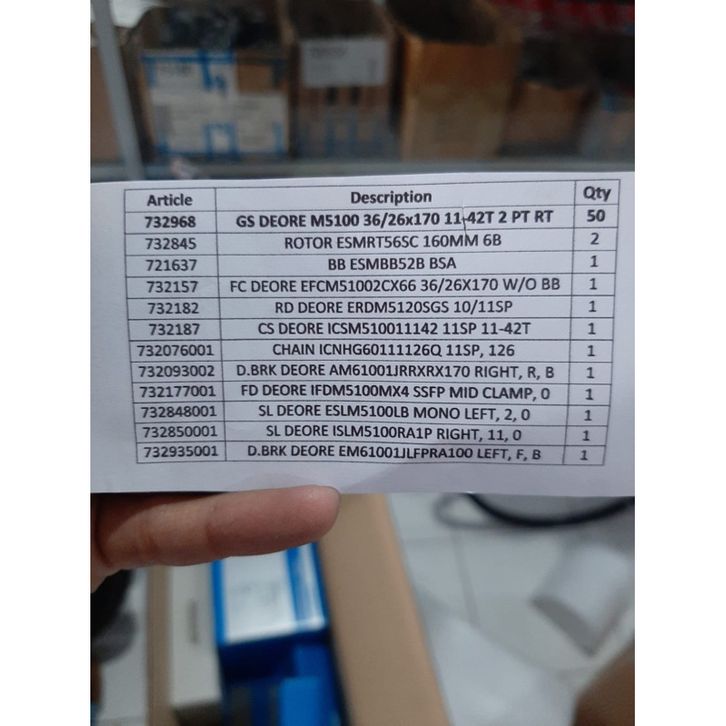 Article Description Qty
732968 GS DEORE M5100 36/26x170 11-42T 2 PT RT 50
732845 ROTOR ESMRT56SC 160MM 6B 2
721637 BB ESMBB52B BSA 1
732157 FC DEORE EFCM51002CX66 36/26X170 W/O BB 1
732182 RD DEORE ERDM5120SGS 10/11SP 1
732187 CS DEORE ICSM510011142 11SP 11-42T 1
732076001 CHAIN ICNHG60111126Q 11SP, 126 1
732093002 D.BRK DEORE AM61001JRRXRX170 RIGHT, R, B 1
732177001 FD DEORE IFDM5100MX4 SSFP MID CLAMP, 0 1
732848001 SL DEORE ESLM5100LB MONO LEFT, 2, 0 1
732850001 SL DEORE ISLM5100RA1P RIGHT, 11, 0 1
732935001 D.BRK DEORE EM61001JLFPRA100 LEFT, F, B 1